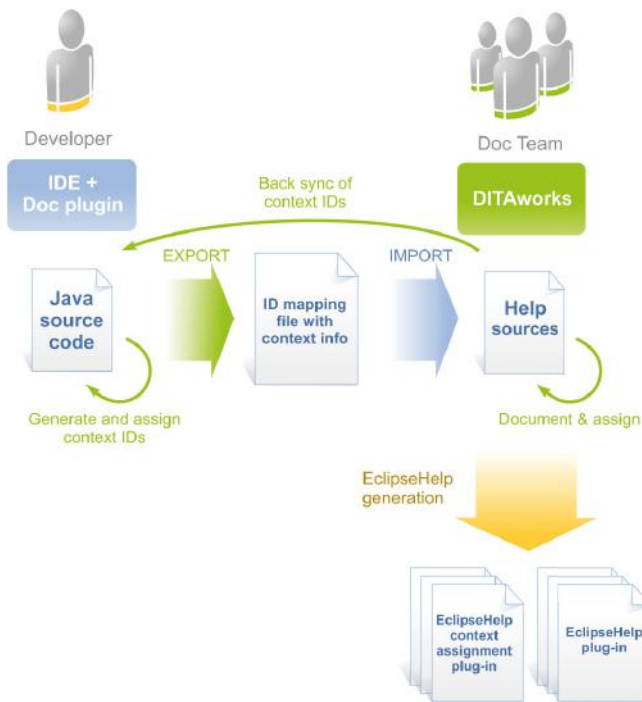 Developer
Doc Team
IDE +
Doc plugin
DITAworks
Back sync of
context IDs
EXPORT
IMPORT
Java
source
code
ID mapping
file with
context info
Help
sources
Generate and assign
context IDs
Document & assign
EclipseHelp
generation
EclipseHelp
context
assignment
plug-in
EclipseHelp
plug-in